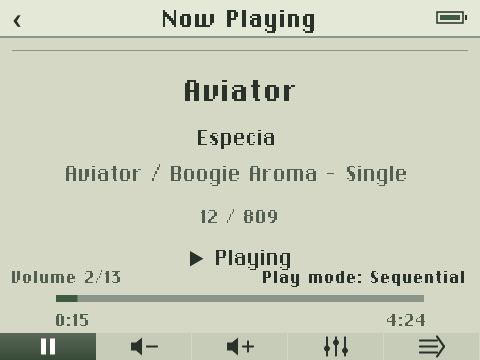 Now Playing
Aviator
Especia
Aviator / Boogie Aroma - Single
12 / 809
Playing
Volume 2/13
Play mode: Sequential
0:15
4:24